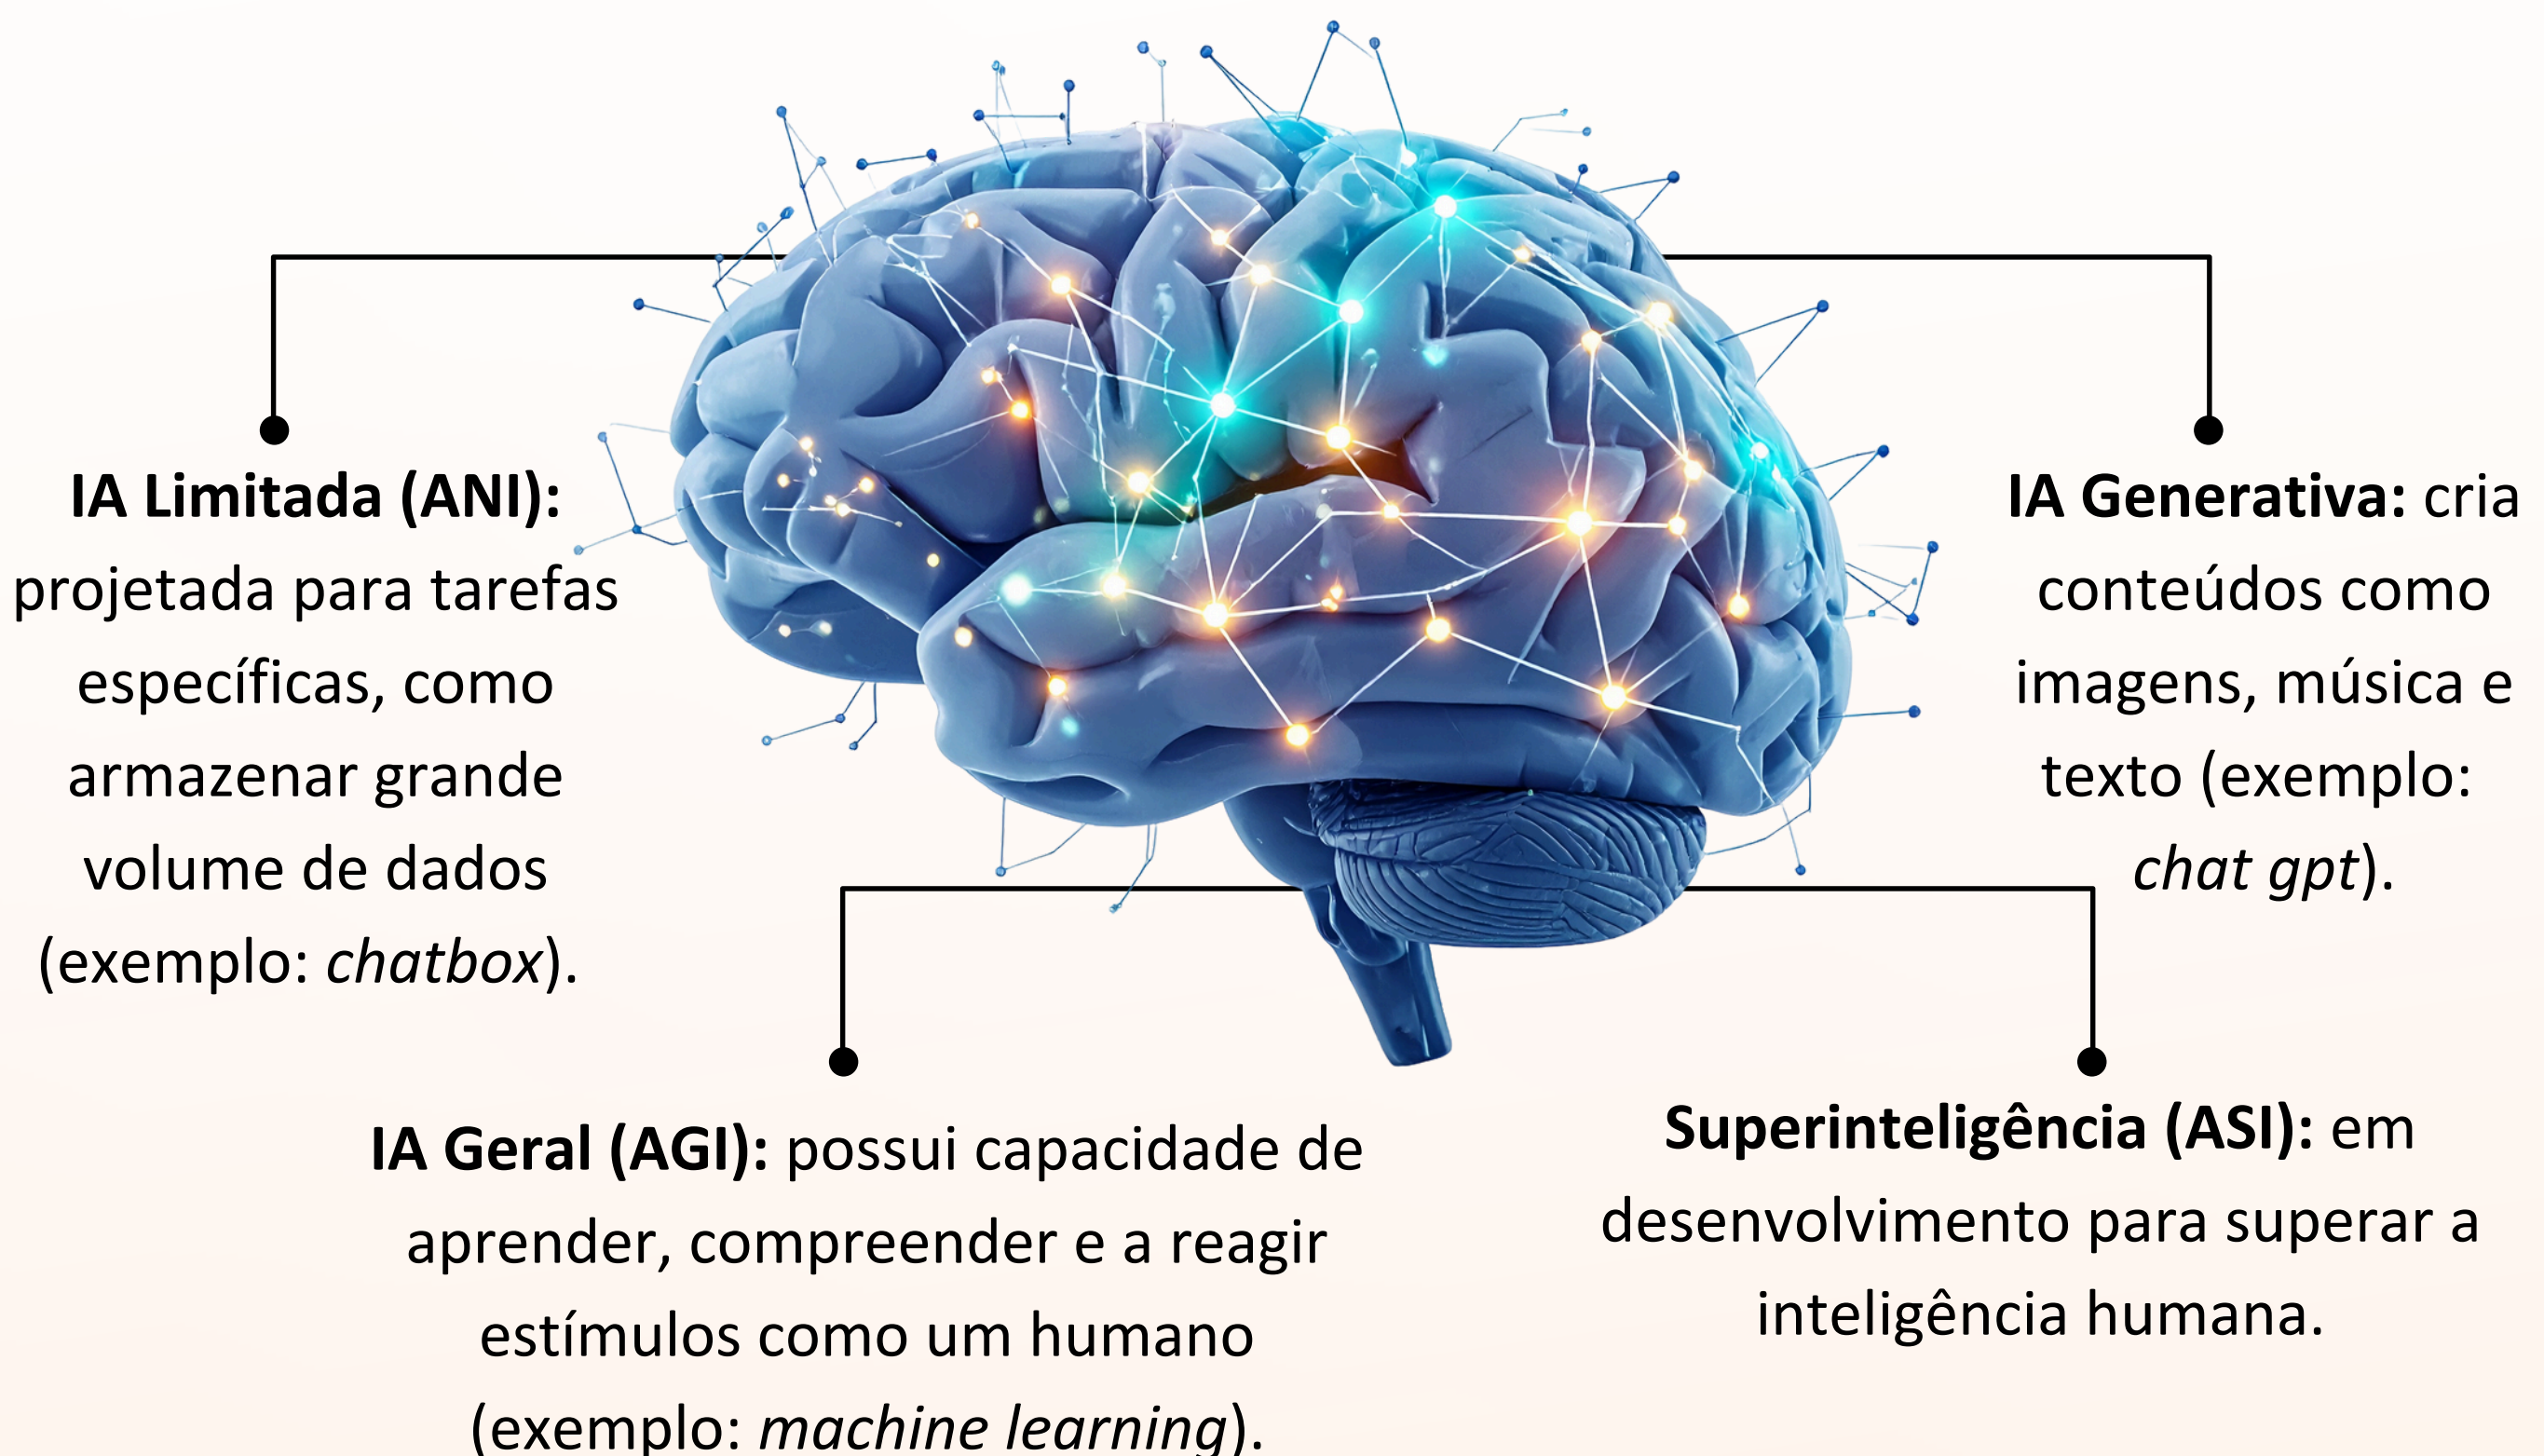 IA Limitada (ANI):
projetada para tarefas
específicas, como
armazenar grande
volume de dados
(exemplo: chatbox).
IA Generativa: cria
conteúdos como
imagens, música e
texto (exemplo:
chat gpt).
IA Geral (AGI): possui capacidade de
aprender, compreender e a reagir
estímulos como um humano
(exemplo: machine learning).
Superinteligência (ASI): em
desenvolvimento para superar a
inteligência humana.